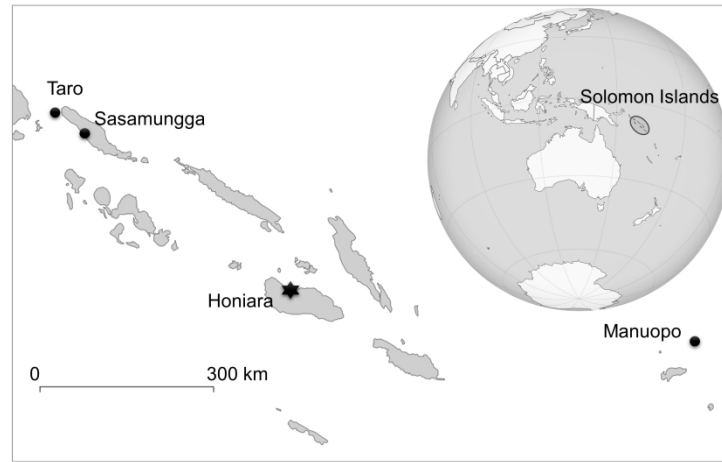 Taro
Solomon Islands
Sasamungga
Honiara
Manuopo
0 300 km